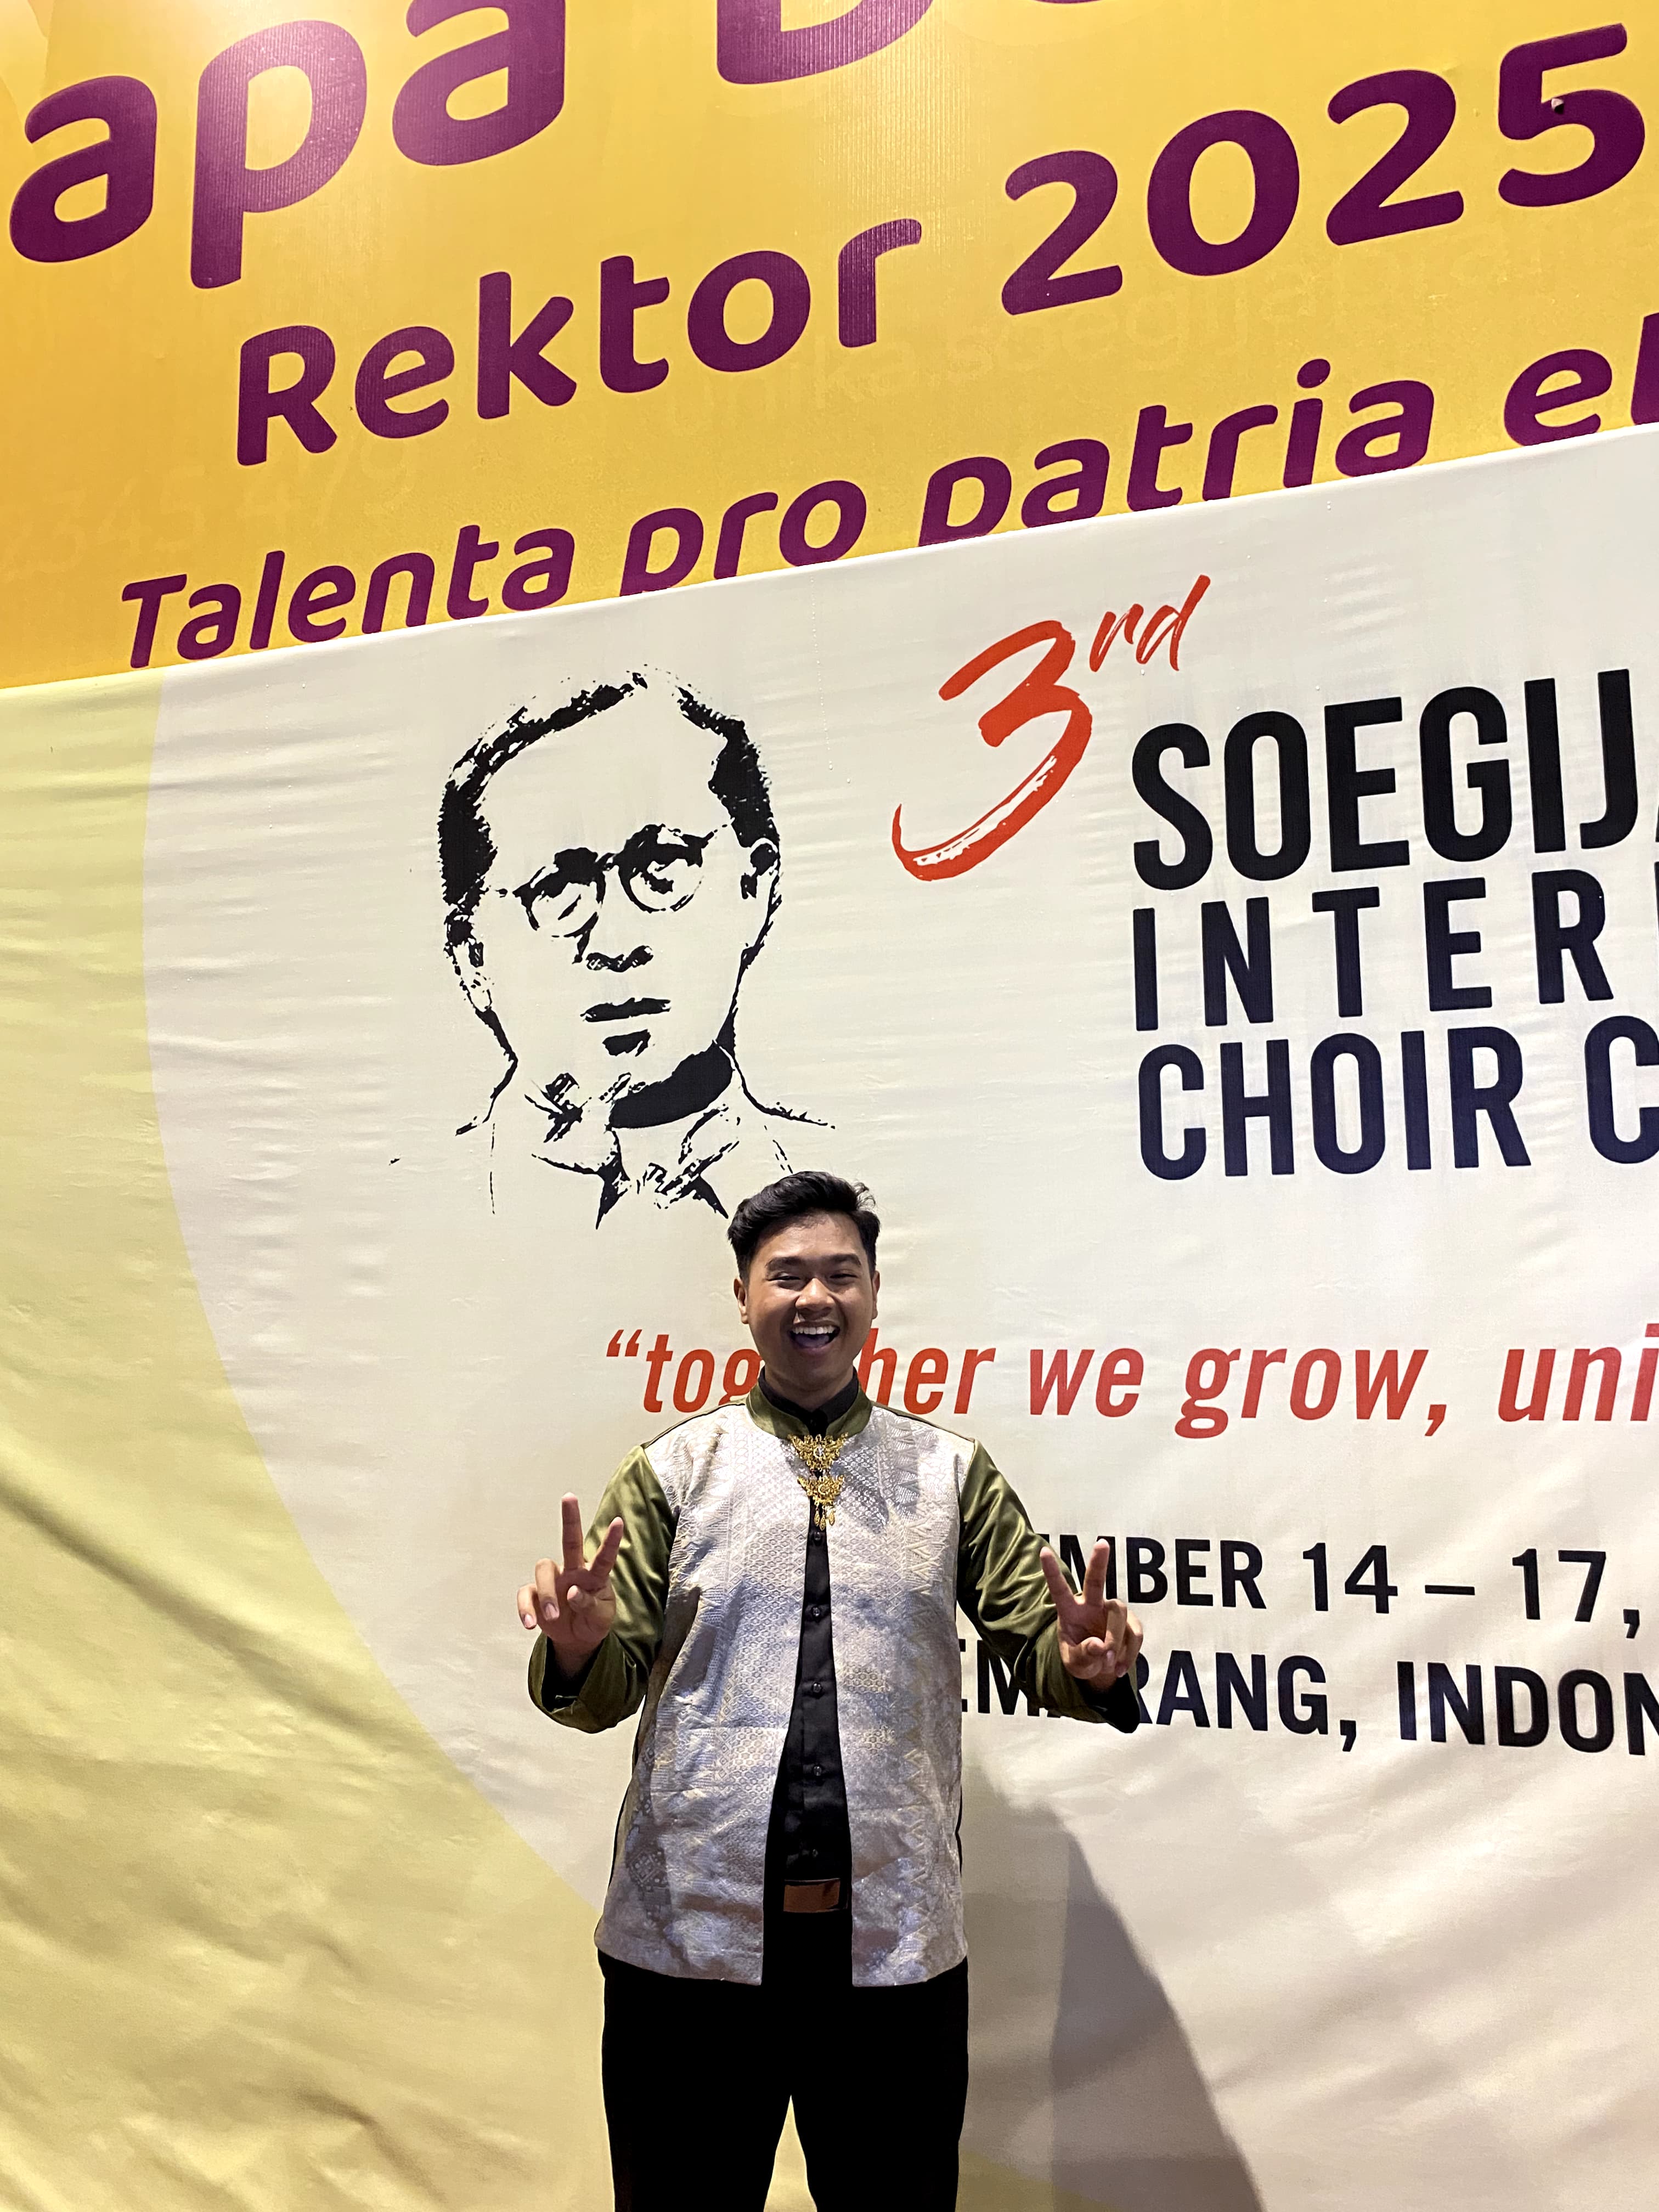 apa
Rektor 2025
Talenta pro patria
3rd
SOEGIJ
INTER
CHOIR C
“tog her we grow, uni
MBER 14 – 17,
EMARANG, INDON